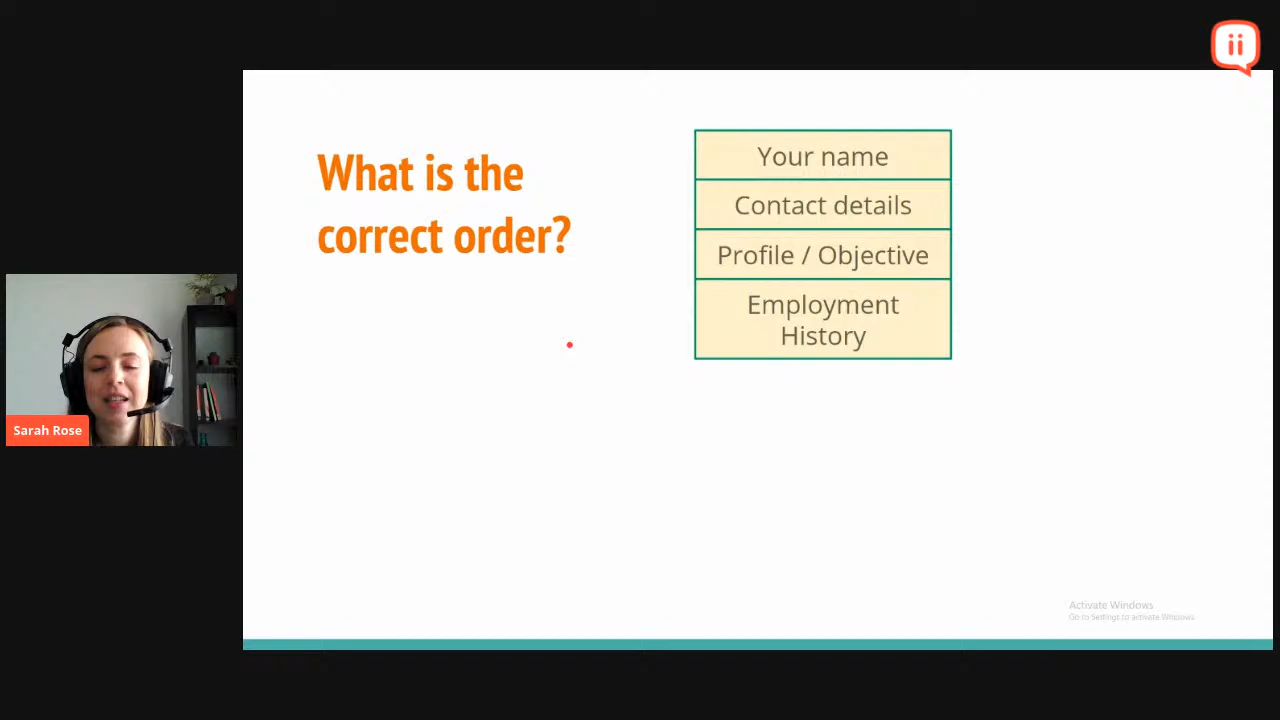 What is the
correct order?
Your name
Contact details
Profile / Objective
Employment
History
Sarah Rose
Activate Windows
Go to Settings to activate Windows.